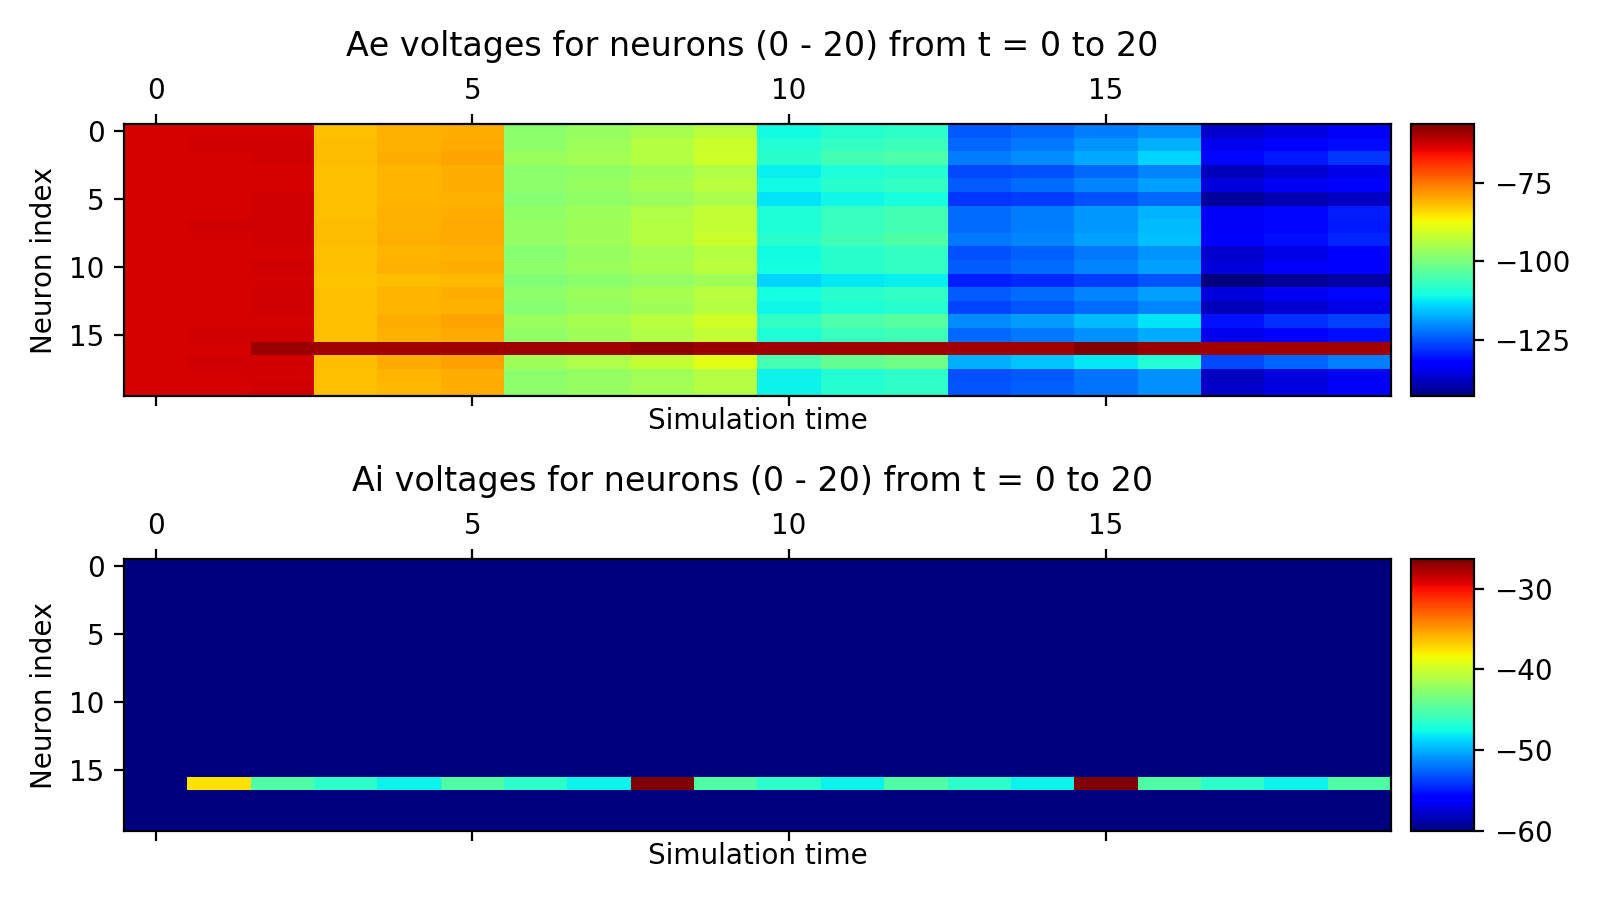 Ae voltages for neurons (0 - 20) from t = 0 to 20
0 5 10 15
Neuron index
0
5
10
15
Simulation time
−75
−100
−125
Ai voltages for neurons (0 - 20) from t = 0 to 20
0 5 10 15
Neuron index
0
5
10
15
Simulation time
−30
−40
−50
−60